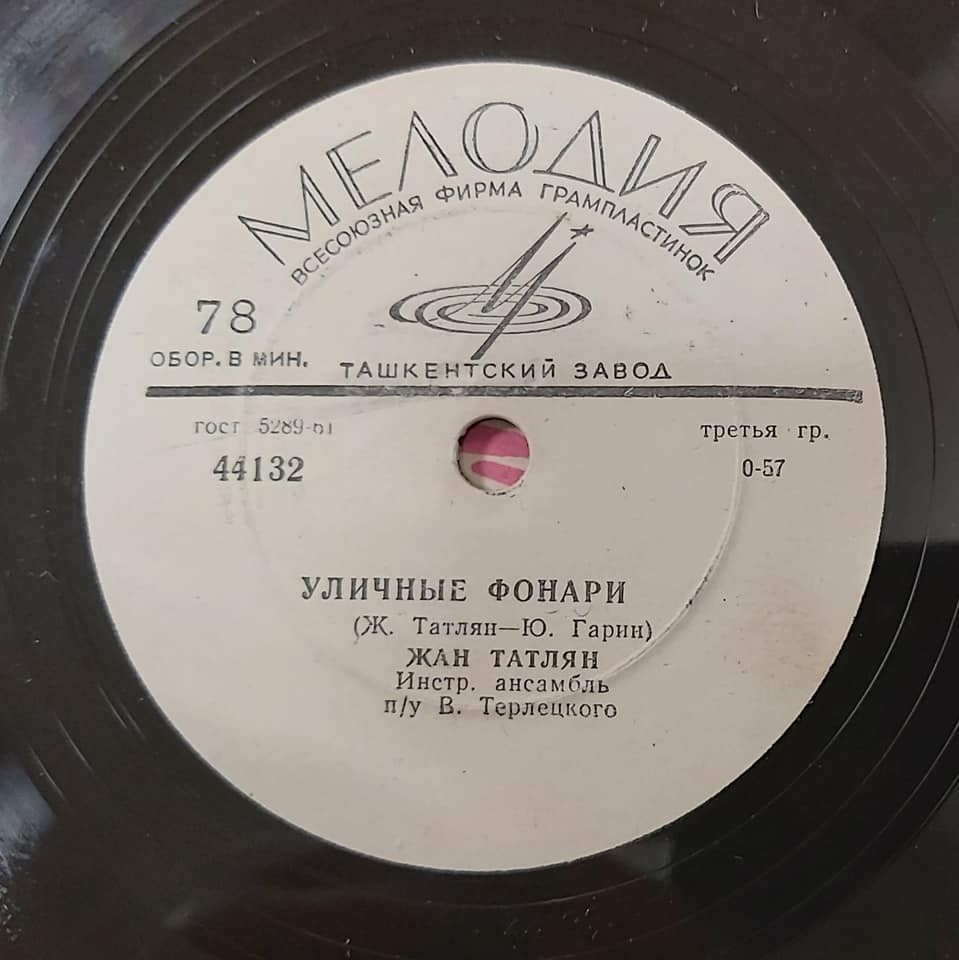 МЕЛОДИЯ
ВСЕСОЮЗНАЯ ФИРМА ГРАМПЛАСТИНОК
78
ОБОР. В МИН.
ТАШКЕНТСКИЙ ЗАВОД
гост 5289-61
третья гр.
44132
0-57
УЛИЧНЫЕ ФОНАРИ
(Ж. Татлян—Ю. Гарин)
ЖАН ТАТЛЯН
Инстр. ансамбль
п/у В. Терлецкого